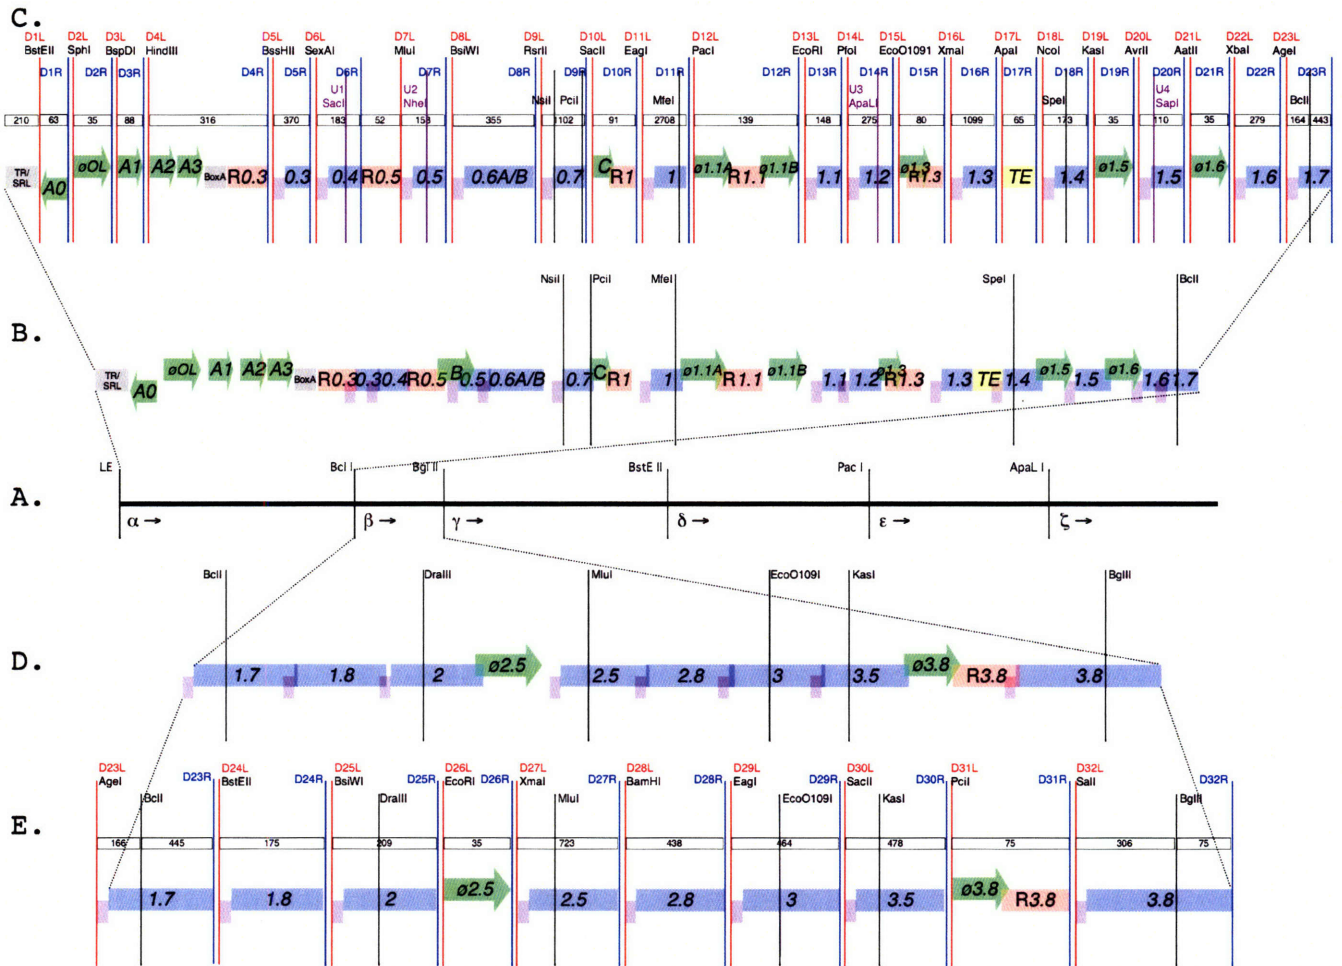 C.
D1L D2L D3L D4L D5L D6L D7L D8L D9L D10L D11L D12L D13L D14L D15L D16L D17L D18L D19L D20L D21L D22L D23L
BstEII SphI BspDI HindIII BssHII SexAI MluI BsiWI RsrII SacII EagI PacI EcoRI PfoI EcoO1091 XmaI ApaI NcoI KasI AvrII AatII XbaI AgeI
D1R D2R D3R D4R D5R D6R D7R D8R D9R D10R D11R D12R D13R D14R D15R D16R D17R D18R D19R D20R D21R D22R D23R
U1 U2 U3 U4
SacI NheI ApaLI SapI
NsiI PciI MfeI SpeI BclI
210 63 35 88 316 370 183 52 158 355 1102 91 2708 139 148 275 80 1099 65 173 35 110 35 279 164 443
TR/SRL A0 øOL A1 A2 A3 BoxA R0.3 0.3 0.4 R0.5 0.5 0.6A/B 0.7 C R1 1 ø1.1A R1.1 ø1.1B 1.1 1.2 ø1.3 R1.3 1.3 TE 1.4 ø1.5 1.5 ø1.6 1.6 1.7
NsiI PciI MfeI SpeI BclI
B.
TR/SRL A0 øOL A1 A2 A3 BoxA R0.3 0.3 0.4 R0.5 B 0.5 0.6A/B 0.7 C R1 1 ø1.1A R1.1 ø1.1B 1.1 1.2 ø1.3 R1.3 1.3 TE 1.4 ø1.5 1.5 ø1.6 1.6 1.7
LE Bcl I Bgl II BstE II Pac I ApaL I
A.
α → β → γ → δ → ε → ζ →
BclI DraIII MluI EcoO109I KasI BglII
D.
1.7 1.8 2 ø2.5 2.5 2.8 3 3.5 ø3.8 R3.8 3.8
D23L D24L D25L D26L D27L D28L D29L D30L D31L D32L
AgeI BstEII BsiWI EcoRI XmaI BamHI EagI SacII PciI SalI
D23R D24R D25R D26R D27R D28R D29R D30R D31R D32R
BclI DraIII MluI EcoO109I KasI BglII
E.
166 445 175 209 35 723 438 464 478 75 306 75
1.7 1.8 2 ø2.5 2.5 2.8 3 3.5 ø3.8 R3.8 3.8